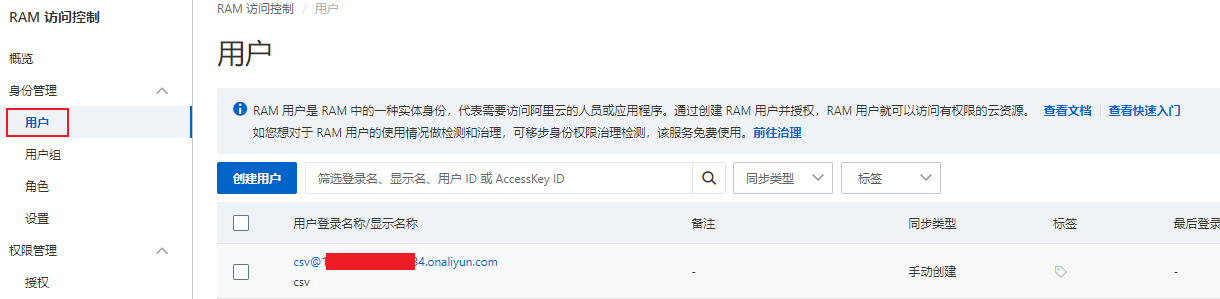 RAM 访问控制
概览
身份管理
用户
用户组
角色
设置
权限管理
授权
RAM 访问控制 / 用户
用户
RAM 用户是 RAM 中的一种实体身份，代表需要访问阿里云的人员或应用程序。通过创建 RAM 用户并授权，RAM 用户就可以访问有权限的云资源。 查看文档 查看快速入门
如您想对于 RAM 用户的使用情况做检测和治理，可移步身份权限治理检测，该服务免费使用。前往治理
创建用户 筛选登录名、显示名、用户 ID 或 AccessKey ID 同步类型 标签
用户登录名称/显示名称 备注 同步类型 标签 最后登录
csv@1 34.onaliyun.com - 手动创建 -
csv